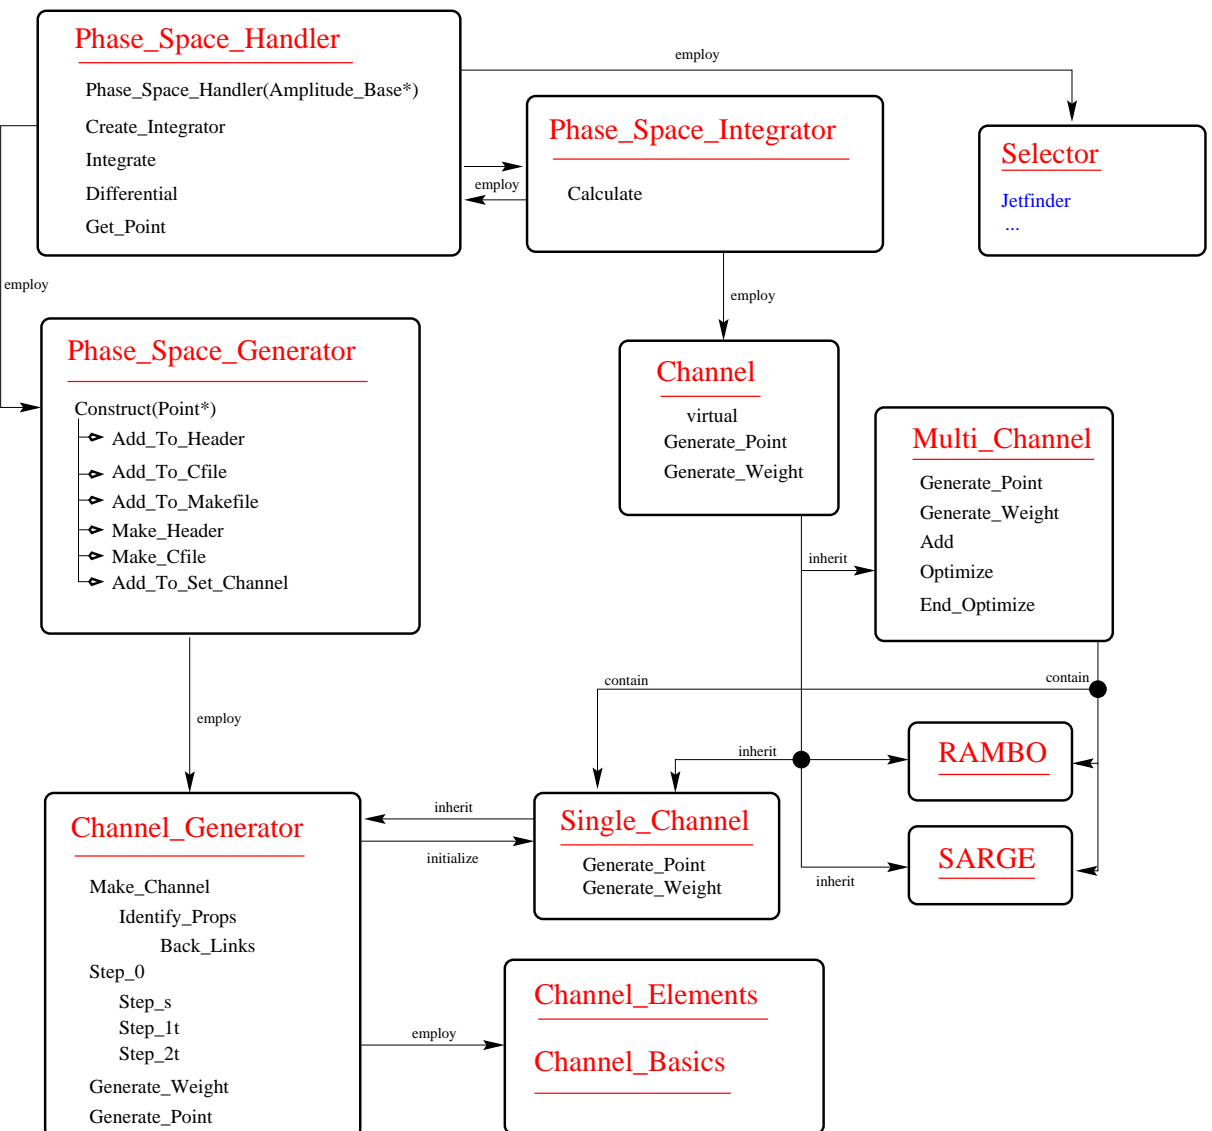 Phase_Space_Handler
Phase_Space_Handler(Amplitude_Base*)
Create_Integrator
Integrate
Differential
Get_Point
employ
employ
Phase_Space_Integrator
Calculate
Selector
Jetfinder
...
employ
employ
Phase_Space_Generator
Construct(Point*)
Add_To_Header
Add_To_Cfile
Add_To_Makefile
Make_Header
Make_Cfile
Add_To_Set_Channel
employ
Channel
virtual
Generate_Point
Generate_Weight
Multi_Channel
Generate_Point
Generate_Weight
Add
Optimize
End_Optimize
inherit
contain
contain
employ
inherit
RAMBO
Channel_Generator
Make_Channel
Identify_Props
Back_Links
Step_0
Step_s
Step_1t
Step_2t
Generate_Weight
Generate_Point
inherit
initialize
Single_Channel
Generate_Point
Generate_Weight
SARGE
inherit
employ
Channel_Elements
Channel_Basics